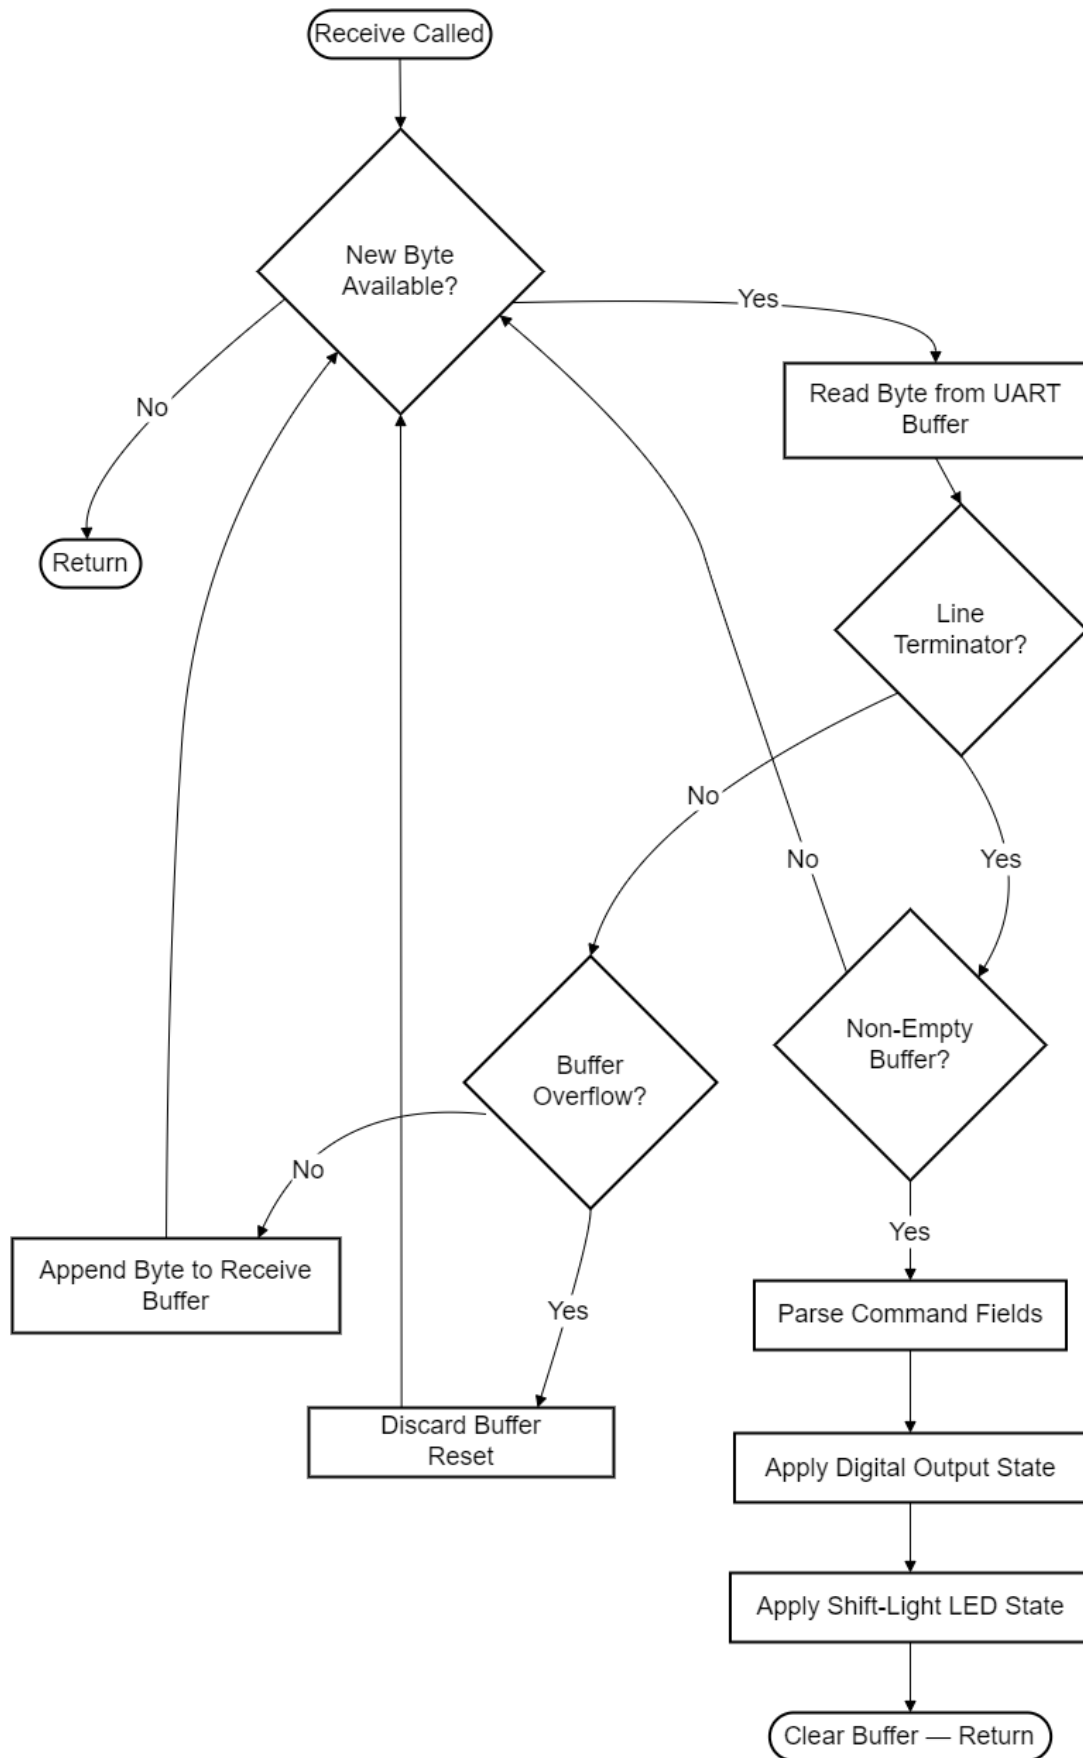 Receive Called
New Byte
Available?
Yes
No
Read Byte from UART
Buffer
Return
Line
Terminator?
No
No
Yes
Non-Empty
Buffer?
Buffer
Overflow?
No
Yes
Append Byte to Receive
Buffer
Yes
Parse Command Fields
Discard Buffer
Reset
Apply Digital Output State
Apply Shift-Light LED State
Clear Buffer — Return